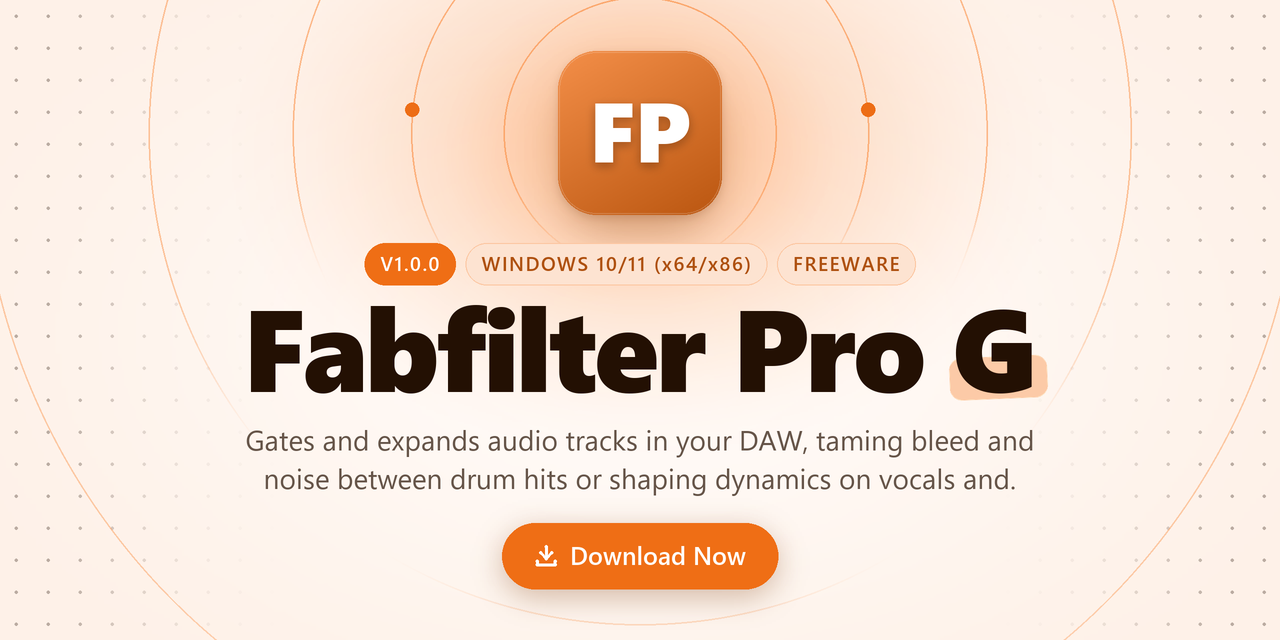 FP
V1.0.0
WINDOWS 10/11 (x64/x86)
FREEWARE
Fabfilter Pro G
Gates and expands audio tracks in your DAW, taming bleed and
noise between drum hits or shaping dynamics on vocals and.
Download Now